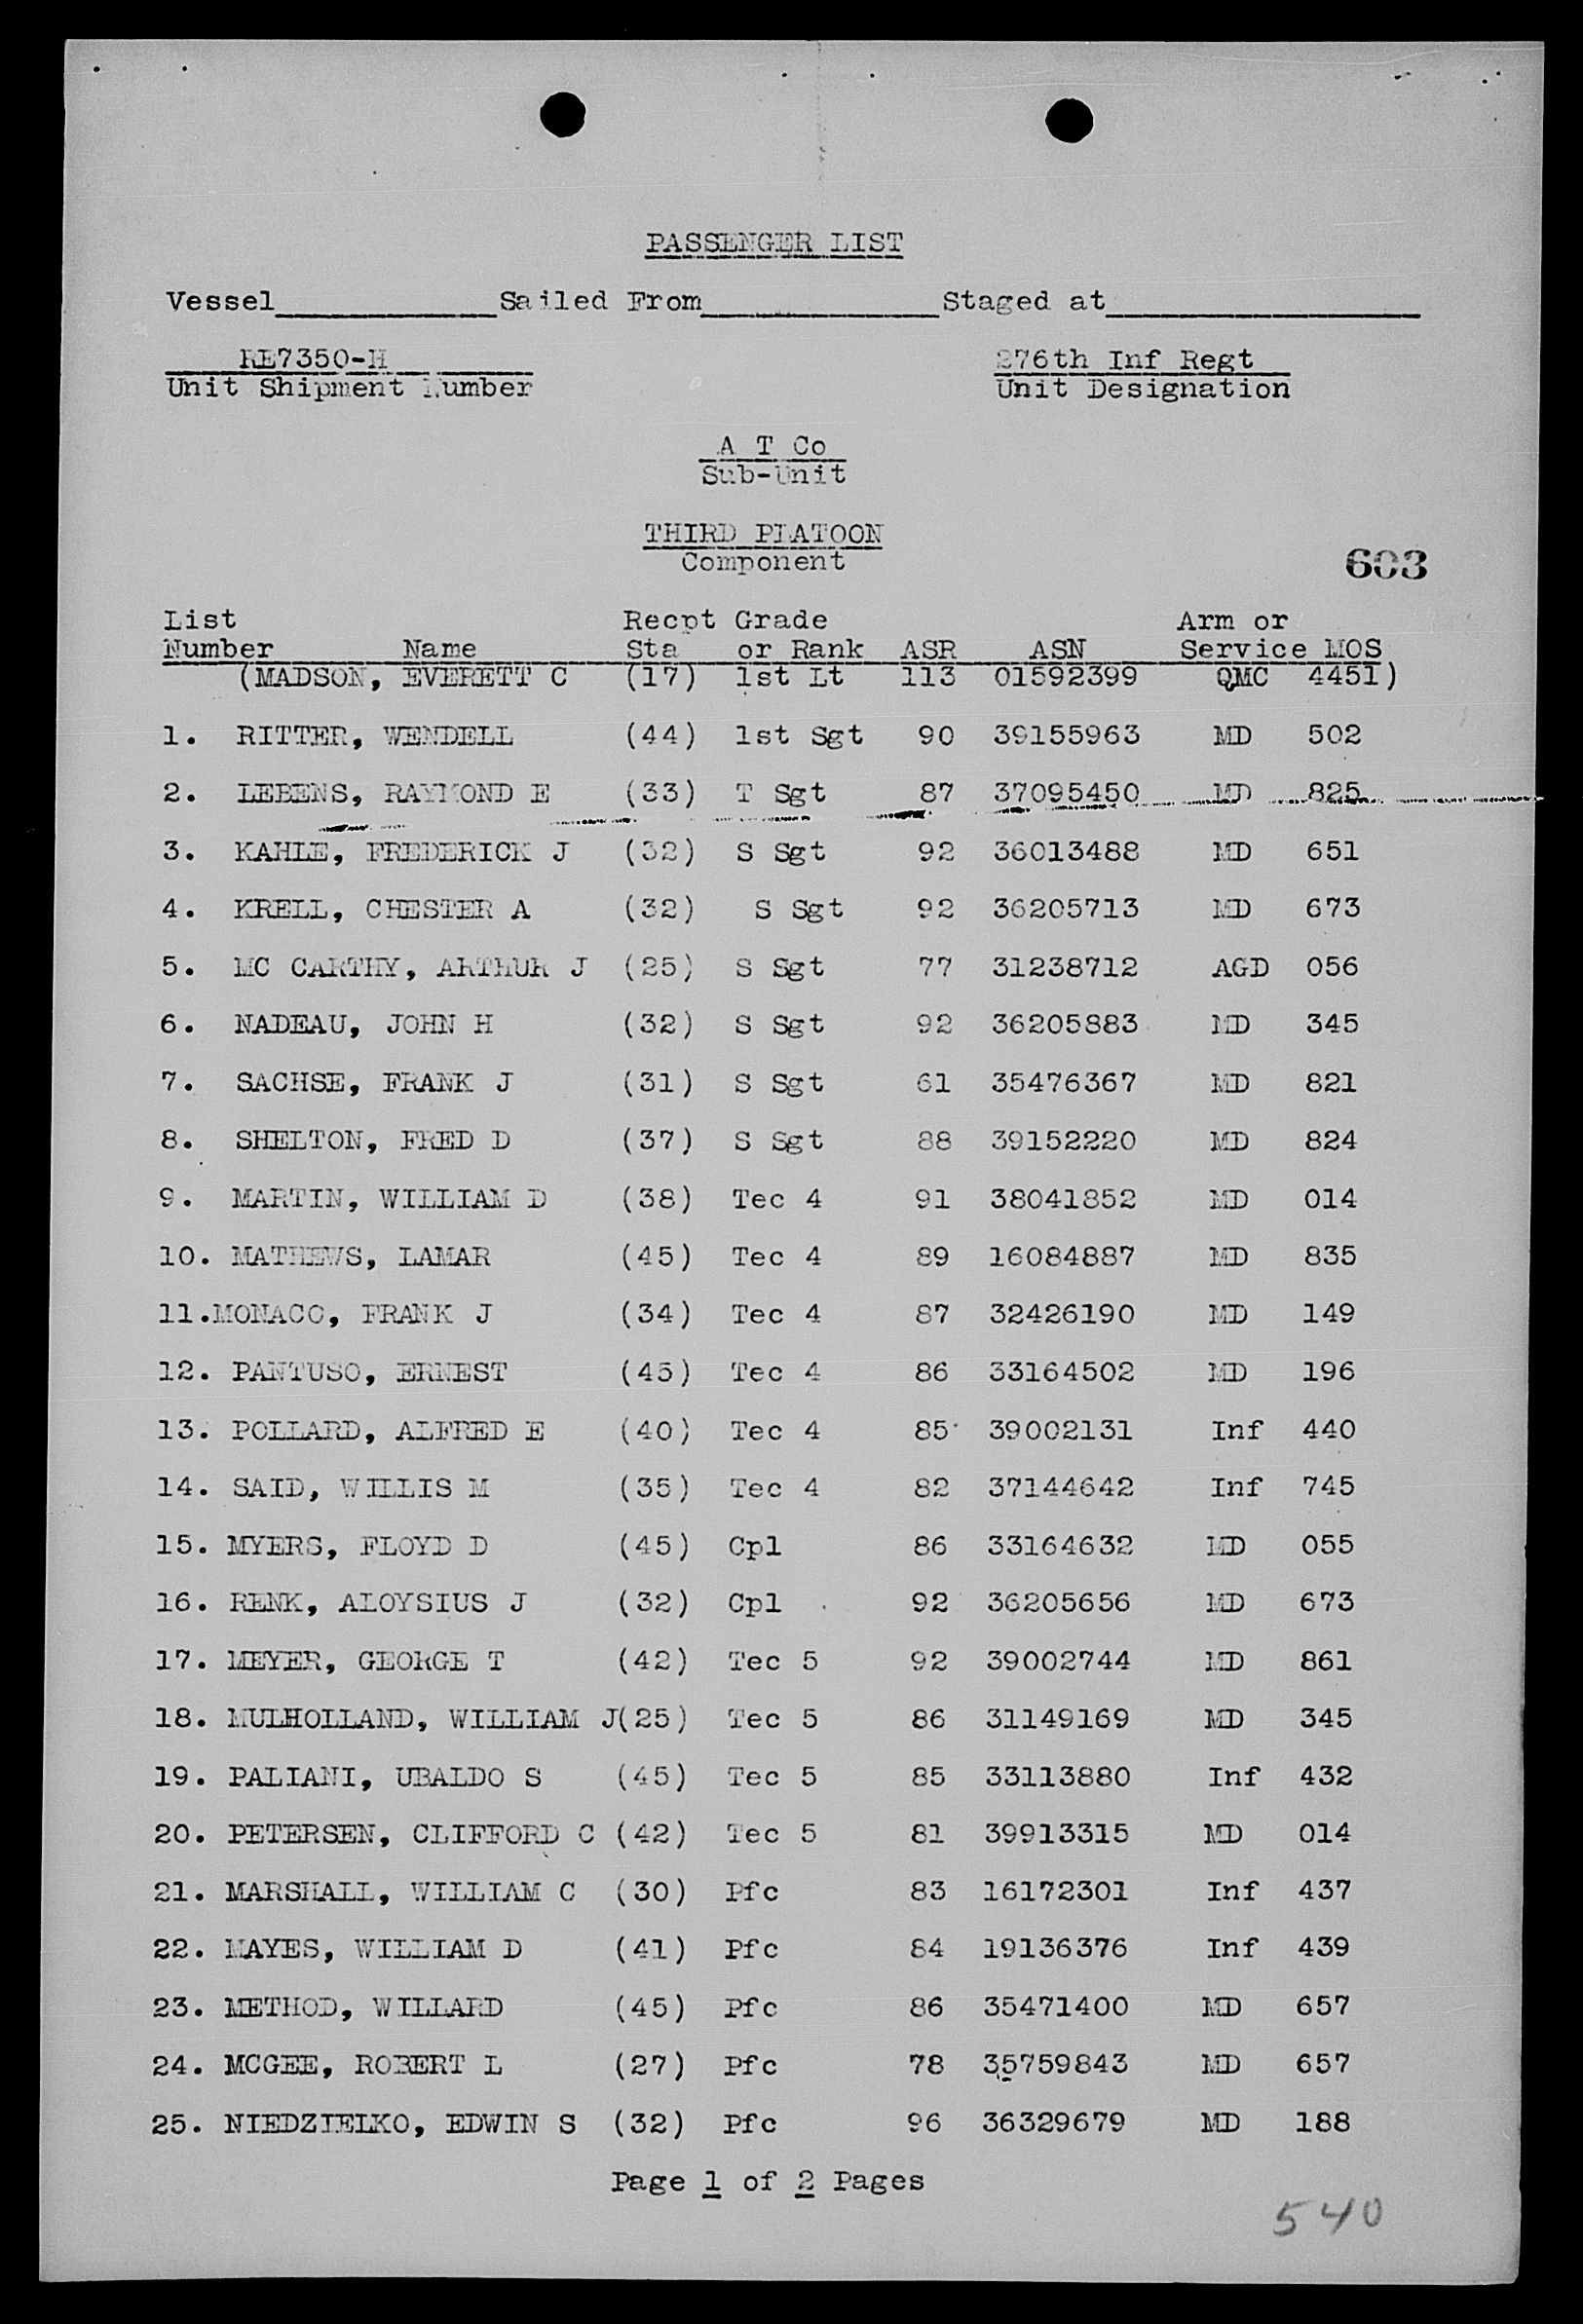 PASSENGER LIST
Vessel____________Sailed From_____________Staged at_________________
RE7350-H 276th Inf Regt
Unit Shipment Number Unit Designation
A T Co
Sub-Unit
THIRD PLATOON
Component 603
List Recpt Grade Arm or
Number Name Sta or Rank ASR ASN Service MOS
(MADSON, EVERETT C (17) 1st Lt 113 01592399 QMC 4451)
1. RITTER, WENDELL (44) 1st Sgt 90 39155963 MD 502
2. LEBENS, RAYMOND E (33) T Sgt 87 37095450 MD 825
3. KAHLE, FREDERICK J (32) S Sgt 92 36013488 MD 651
4. KRELL, CHESTER A (32) S Sgt 92 36205713 MD 673
5. MC CARTHY, ARTHUR J (25) S Sgt 77 31238712 AGD 056
6. NADEAU, JOHN H (32) S Sgt 92 36205883 MD 345
7. SACHSE, FRANK J (31) S Sgt 61 35476367 MD 821
8. SHELTON, FRED D (37) S Sgt 88 39152220 MD 824
9. MARTIN, WILLIAM D (38) Tec 4 91 38041852 MD 014
10. MATHEWS, LAMAR (45) Tec 4 89 16084887 MD 835
11.MONACO, FRANK J (34) Tec 4 87 32426190 MD 149
12. PANTUSO, ERNEST (45) Tec 4 86 33164502 MD 196
13. POLLARD, ALFRED E (40) Tec 4 85 39002131 Inf 440
14. SAID, WILLIS M (35) Tec 4 82 37144642 Inf 745
15. MYERS, FLOYD D (45) Cpl 86 33164632 MD 055
16. RENK, ALOYSIUS J (32) Cpl 92 36205656 MD 673
17. MEYER, GEORGE T (42) Tec 5 92 39002744 MD 861
18. MULHOLLAND, WILLIAM J(25) Tec 5 86 31149169 MD 345
19. PALIANI, UBALDO S (45) Tec 5 85 33113880 Inf 432
20. PETERSEN, CLIFFORD C (42) Tec 5 81 39913315 MD 014
21. MARSHALL, WILLIAM C (30) Pfc 83 16172301 Inf 437
22. MAYES, WILLIAM D (41) Pfc 84 19136376 Inf 439
23. METHOD, WILLARD (45) Pfc 86 35471400 MD 657
24. MCGEE, ROBERT L (27) Pfc 78 35759843 MD 657
25. NIEDZIELKO, EDWIN S (32) Pfc 96 36329679 MD 188
Page 1 of 2 Pages
540